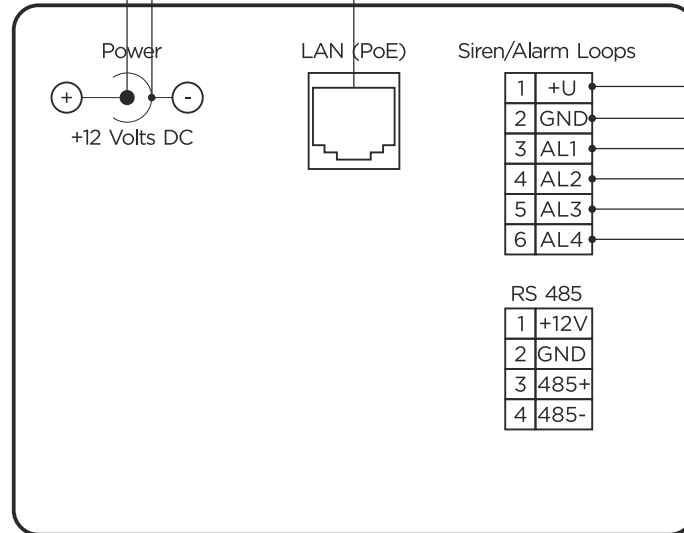 Power
+ -
+12 Volts DC
LAN (PoE)
Siren/Alarm Loops
1 +U
2 GND
3 AL1
4 AL2
5 AL3
6 AL4
RS 485
1 +12V
2 GND
3 485+
4 485-